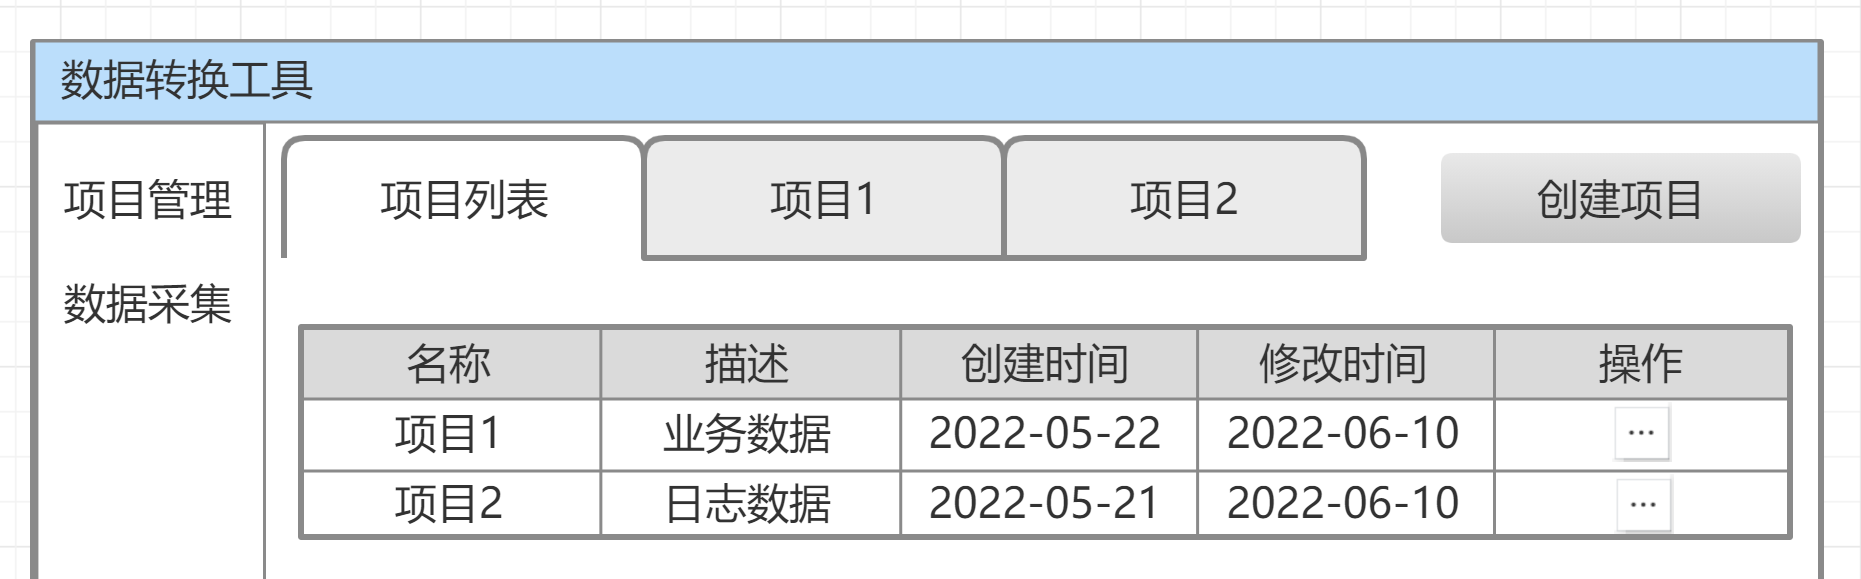 数据转换工具
项目管理
数据采集
项目列表 项目1 项目2 创建项目
名称 描述 创建时间 修改时间 操作
项目1 业务数据 2022-05-22 2022-06-10 ...
项目2 日志数据 2022-05-21 2022-06-10 ...